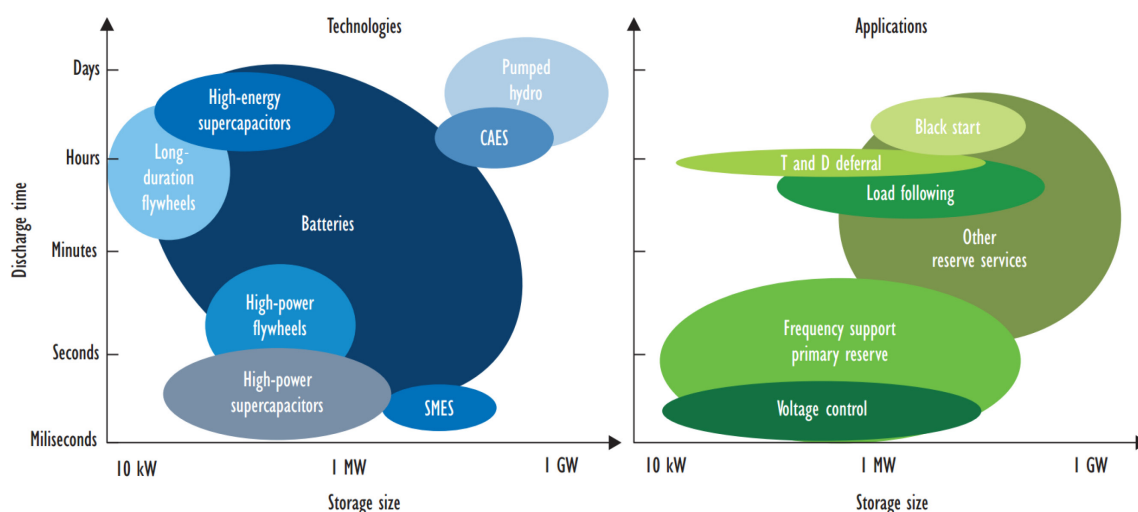 Technologies
Applications
Discharge time
Days
Hours
Minutes
Seconds
Miliseconds
High-energy
supercapacitors
Pumped
hydro
CAES
Long-
duration
flywheels
Batteries
High-power
flywheels
High-power
supercapacitors
SMES
10 kW
1 MW
1 GW
Storage size
Black start
T and D deferral
Load following
Other
reserve services
Frequency support
primary reserve
Voltage control
10 kW
1 MW
1 GW
Storage size